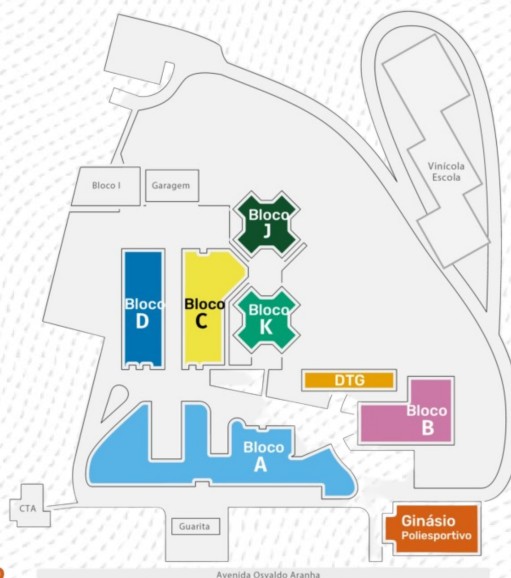 Vinícola
Escola
Bloco I
Garagem
Bloco
J
Bloco
D
Bloco
C
Bloco
K
DTG
Bloco
B
Bloco
A
CTA
Guarita
Ginásio
Poliesportivo
Avenida Osvaldo Aranha